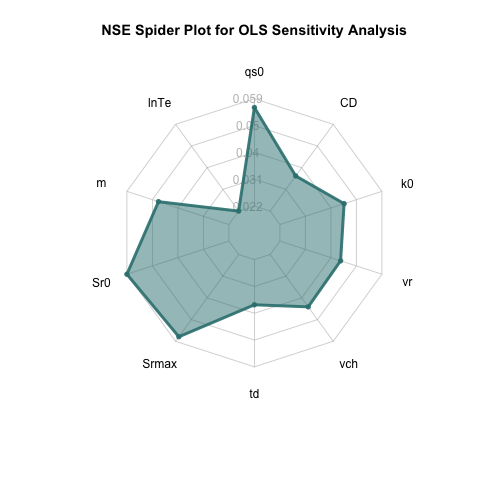 NSE Spider Plot for OLS Sensitivity Analysis
qs0
lnTe
CD
0.059
0.05
0.04
m
k0
0.031
0.022
Sr0
vr
Srmax
vch
td